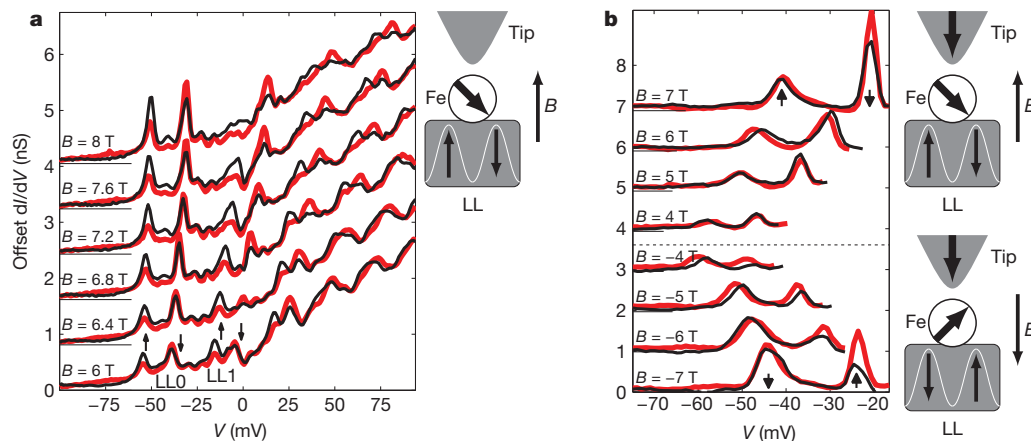 a
Offset dI/dV (nS)
6
5
4
3
2
1
0
B = 8 T
B = 7.6 T
B = 7.2 T
B = 6.8 T
B = 6.4 T
B = 6 T
LL0
LL1
−75
−50
−25
0
25
50
75
V (mV)
Tip
Fe
B
LL
b
8
7
6
5
4
3
2
1
0
B = 7 T
6 T
5 T
4 T
B = −4 T
B = −5 T
B = −6 T
B = −7 T
−70
−60
−50
−40
−30
−20
V (mV)
Tip
Fe
B
LL
Tip
Fe
B
LL